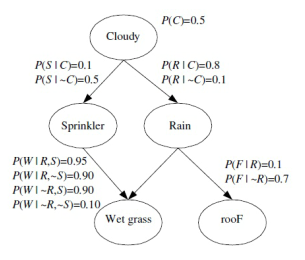 P(C)=0.5
Cloudy
P(S | C)=0.1
P(S | ~C)=0.5
P(R | C)=0.8
P(R | ~C)=0.1
Sprinkler
Rain
P(W | R,S)=0.95
P(W | R,~S)=0.90
P(W | ~R,S)=0.90
P(W | ~R,~S)=0.10
P(F | R)=0.1
P(F | ~R)=0.7
Wet grass
rooF